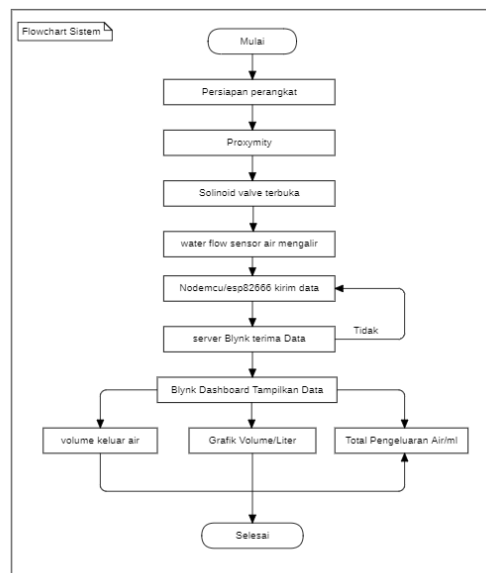 Flowchart Sistem
Mulai
Persiapan perangkat
Proxymity
Solinoid valve terbuka
water flow sensor air mengalir
Nodemcu/esp82666 kirim data
server Blynk terima Data
Tidak
Blynk Dashboard Tampilkan Data
volume keluar air
Grafik Volume/Liter
Total Pengeluaran Air/ml
Selesai